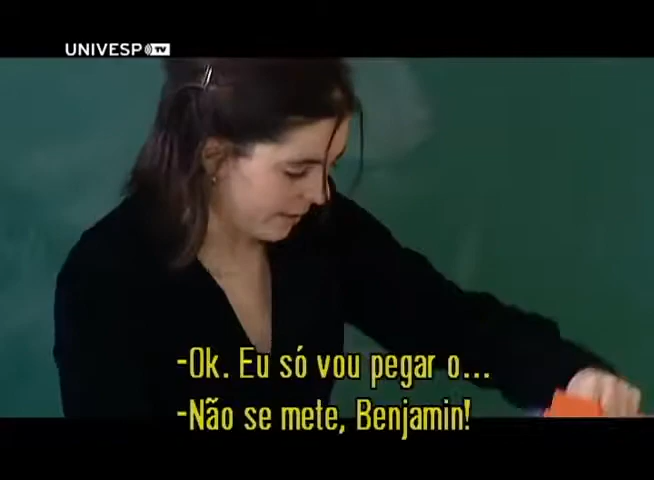 UNIVESP TV
-Ok. Eu só vou pegar o...
-Não se mete, Benjamin!